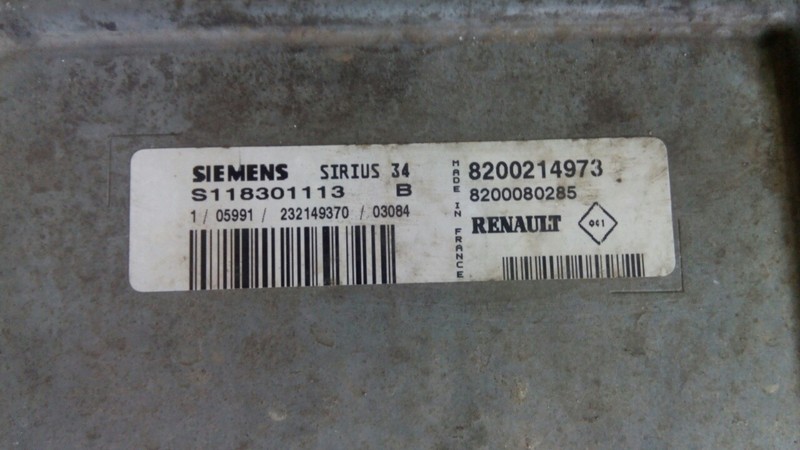 SIEMENS SIRIUS 34
S118301113 B
1 / 05991 / 232149370 / 03084
MADE IN FRANCE
8200214973
8200080285
RENAULT